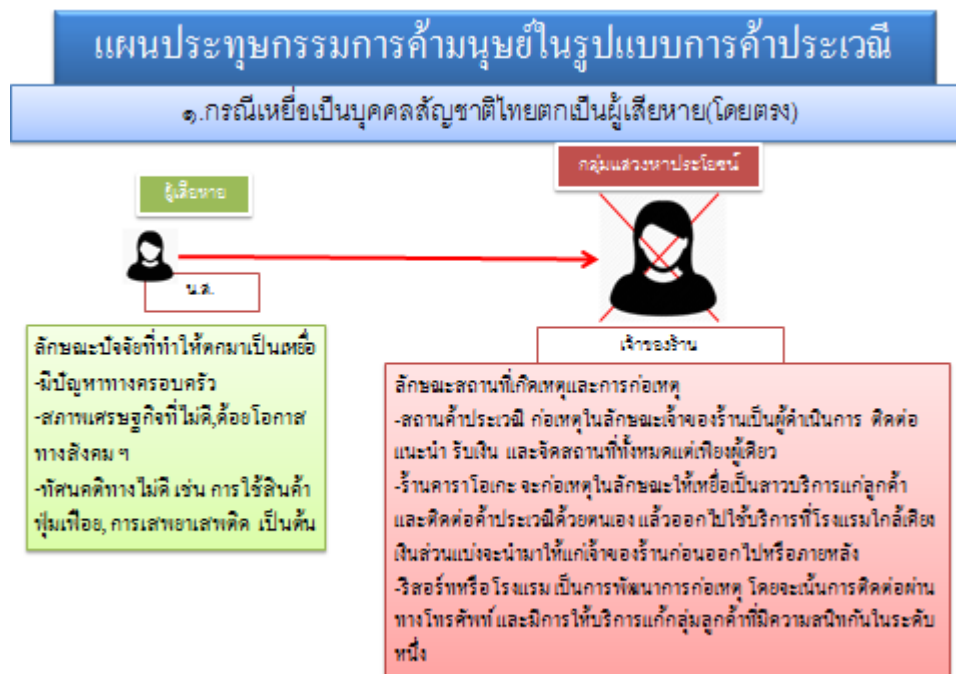 แผนประทุษกรรมการค้ามนุษย์ในรูปแบบการค้าประเวณี
๑.กรณีเหยื่อเป็นบุคคลสัญชาติไทยตกเป็นผู้เสียหาย(โดยตรง)
กลุ่มแสวงหาประโยชน์
ผู้เสียหาย
น.ส.
เจ้าของร้าน
ลักษณะปัจจัยที่ทำให้ตกมาเป็นเหยื่อ
-มีปัญหาทางครอบครัว
-สภาพเศรษฐกิจที่ไม่ดี,ด้อยโอกาส
ทางสังคม ฯ
-ทัศนคติทางไม่ดี เช่น การใช้สินค้า
ฟุ่มเฟือย, การเสพยาเสพติด เป็นต้น
ลักษณะสถานที่เกิดเหตุและการก่อเหตุ
-สถานค้าประเวณี ก่อเหตุในลักษณะเจ้าของร้านเป็นผู้ดำเนินการ ติดต่อ
แนะนำ รับเงิน และจัดสถานที่ทั้งหมดแต่เพียงผู้เดียว
-ร้านคาราโอเกะ จะก่อเหตุในลักษณะให้เหยื่อเป็นสาวบริการแก่ลูกค้า
และติดต่อค้าประเวณีด้วยตนเอง แล้วออกไปใช้บริการที่โรงแรมใกล้เคียง
เงินส่วนแบ่งจะนำมาให้แก่เจ้าของร้านก่อนออกไปหรือภายหลัง
-ริสอร์ทหรือโรงแรม เป็นการพัฒนาการก่อเหตุ โดยจะเน้นการติดต่อผ่าน
ทางโทรศัพท์ และมีการให้บริการแก้กลุ่มลูกค้าที่มีความสนิทกันในระดับ
หนึ่ง